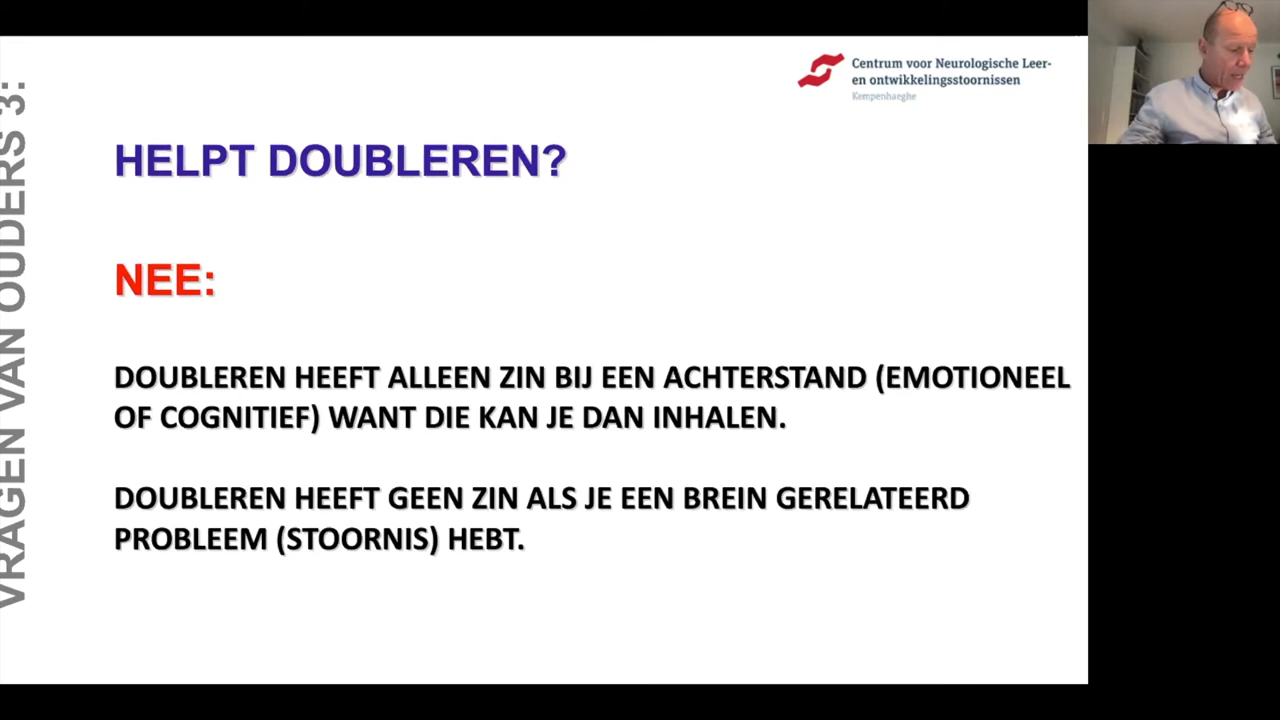 VRAGEN VAN OUDERS 3:
Centrum voor Neurologische Leer-
en ontwikkelingsstoornissen
Kempenhaeghe
HELPT DOUBLEREN?
NEE:
DOUBLEREN HEEFT ALLEEN ZIN BIJ EEN ACHTERSTAND (EMOTIONEEL
OF COGNITIEF) WANT DIE KAN JE DAN INHALEN.
DOUBLEREN HEEFT GEEN ZIN ALS JE EEN BREIN GERELATEERD
PROBLEEM (STOORNIS) HEBT.